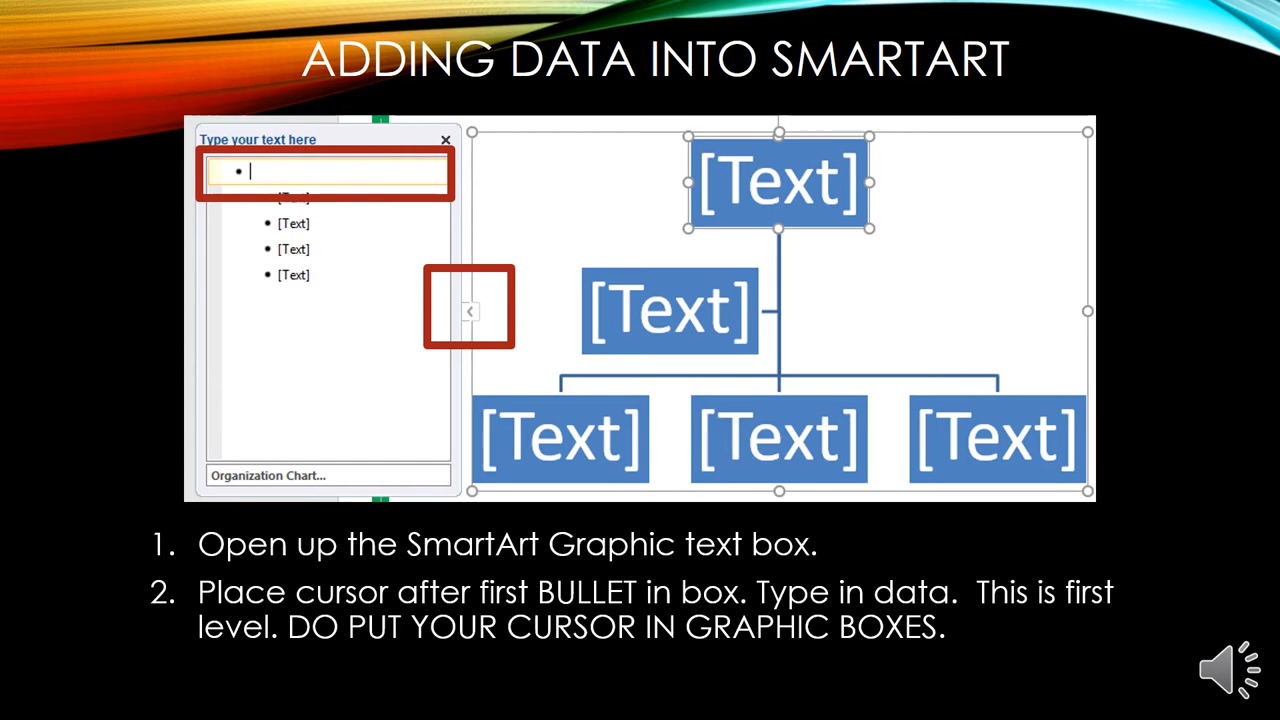 ADDING DATA INTO SMARTART
Type your text here
•
[Text]
• [Text]
• [Text]
• [Text]
Organization Chart...
[Text]
[Text]
[Text] [Text] [Text]
1. Open up the SmartArt Graphic text box.
2. Place cursor after first BULLET in box. Type in data.  This is first
level. DO PUT YOUR CURSOR IN GRAPHIC BOXES.